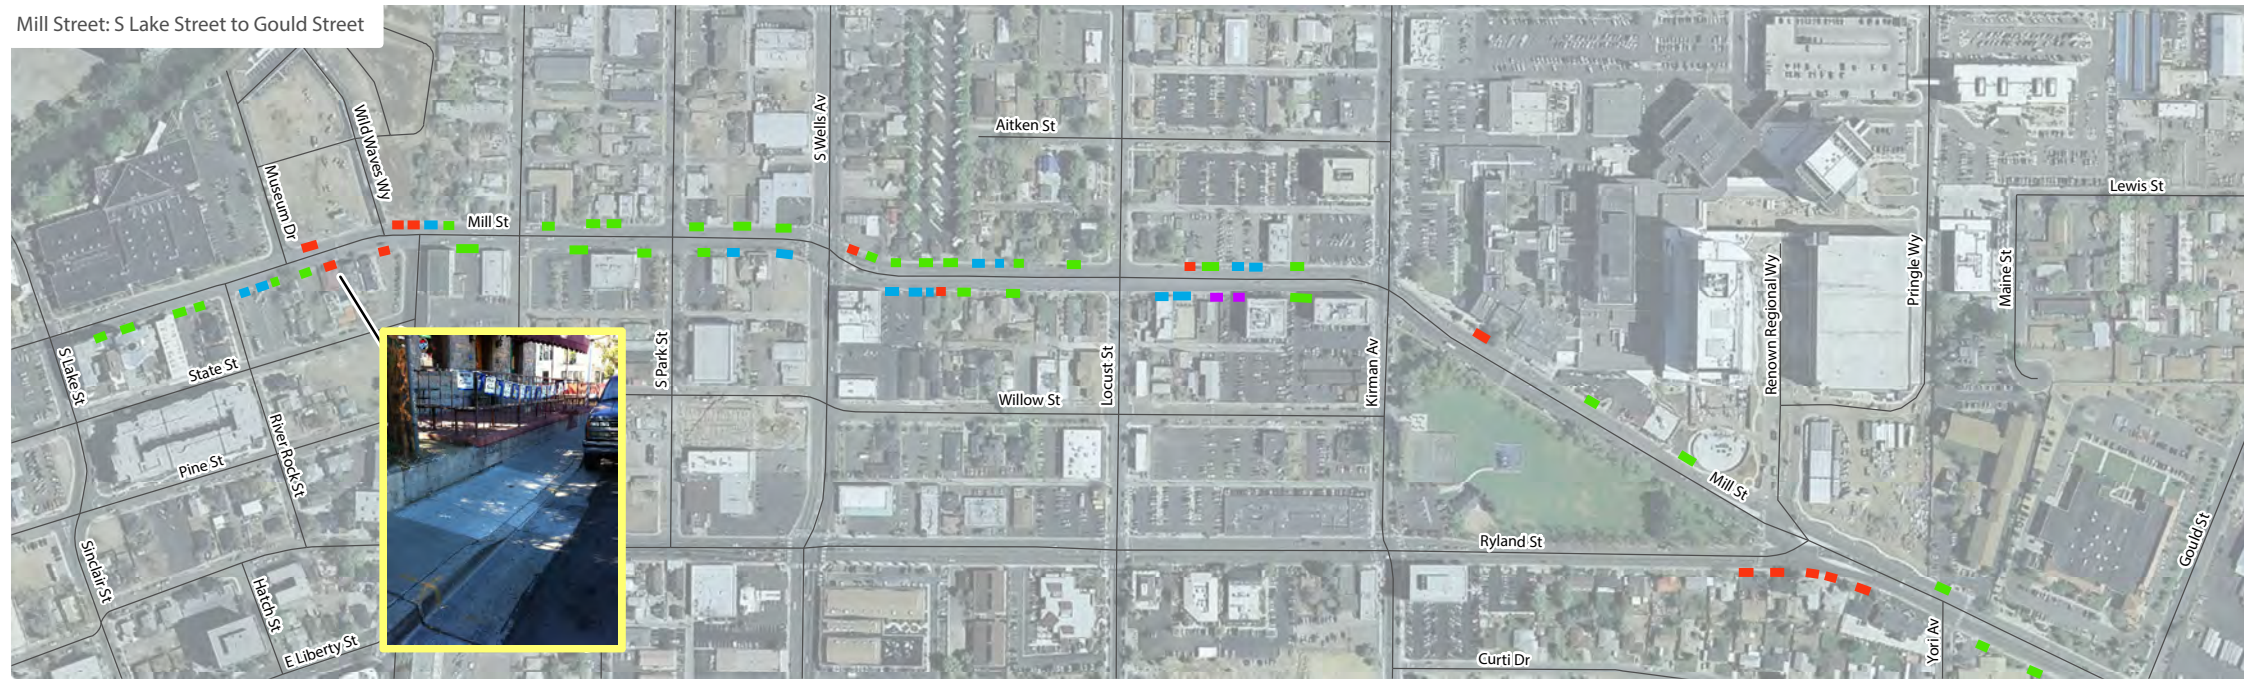 Mill Street: S Lake Street to Gould Street
Wild Waves Wy
Museum Dr
Mill St
S Wells Av
Aitken St
Lewis St
Maine St
Pringle Wy
Renown Regional Wy
S Lake St
State St
River Rock St
Pine St
S Park St
Willow St
Locust St
Kirman Av
Mill St
Ryland St
Gould St
Sinclair St
Hatch St
E Liberty St
Curti Dr
Yori Av